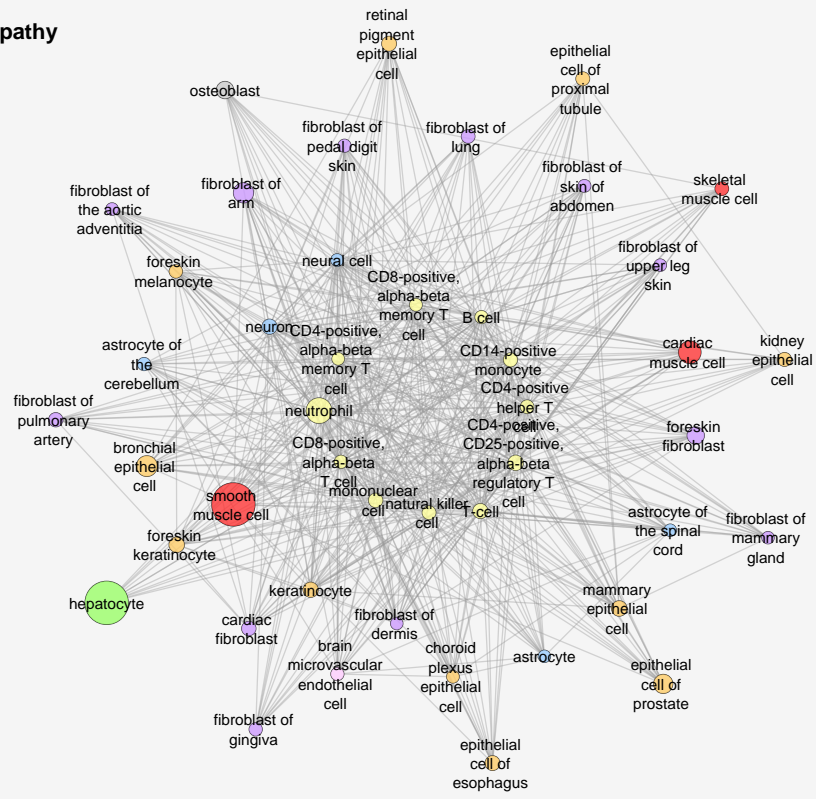 pathy
retinal
pigment
epithelial
cell
epithelial
cell of
proximal
tubule
osteoblast
fibroblast of
pedal digit
skin
fibroblast of
lung
fibroblast of
skin of
abdomen
skeletal
muscle cell
fibroblast of
the aortic
adventitia
fibroblast of
arm
foreskin
melanocyte
neural cell
fibroblast of
upper leg
skin
CD8-positive,
alpha-beta
memory T
cell
B cell
neuron
CD4-positive,
alpha-beta
memory T
cell
CD14-positive
monocyte
cardiac
muscle cell
kidney
epithelial
cell
astrocyte of
the
cerebellum
CD4-positive
helper T
cell
fibroblast of
pulmonary
artery
neutrophil
CD4-positive,
CD25-positive,
alpha-beta
regulatory T
cell
foreskin
fibroblast
bronchial
epithelial
cell
CD8-positive,
alpha-beta
T cell
smooth
muscle cell
mononuclear
cell
natural killer
cell
T-cell
astrocyte of
the spinal
cord
fibroblast of
mammary
gland
foreskin
keratinocyte
hepatocyte
keratinocyte
mammary
epithelial
cell
cardiac
fibroblast
fibroblast of
dermis
brain
microvascular
endothelial
cell
choroid
plexus
epithelial
cell
astrocyte
epithelial
cell of
prostate
fibroblast of
gingiva
epithelial
cell of
esophagus